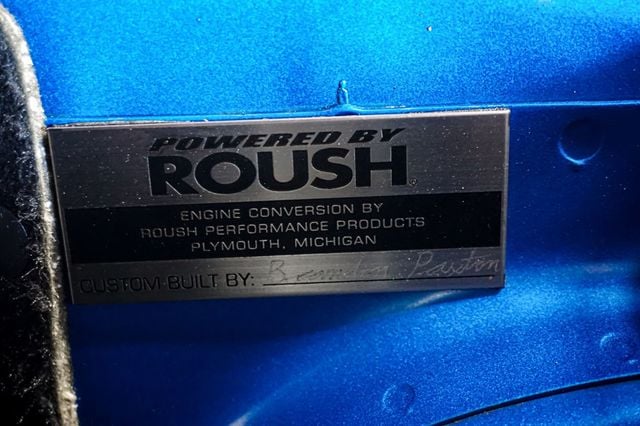 POWERED BY
ROUSH
ENGINE CONVERSION BY
ROUSH PERFORMANCE PRODUCTS
PLYMOUTH, MICHIGAN
CUSTOM-BUILT BY: